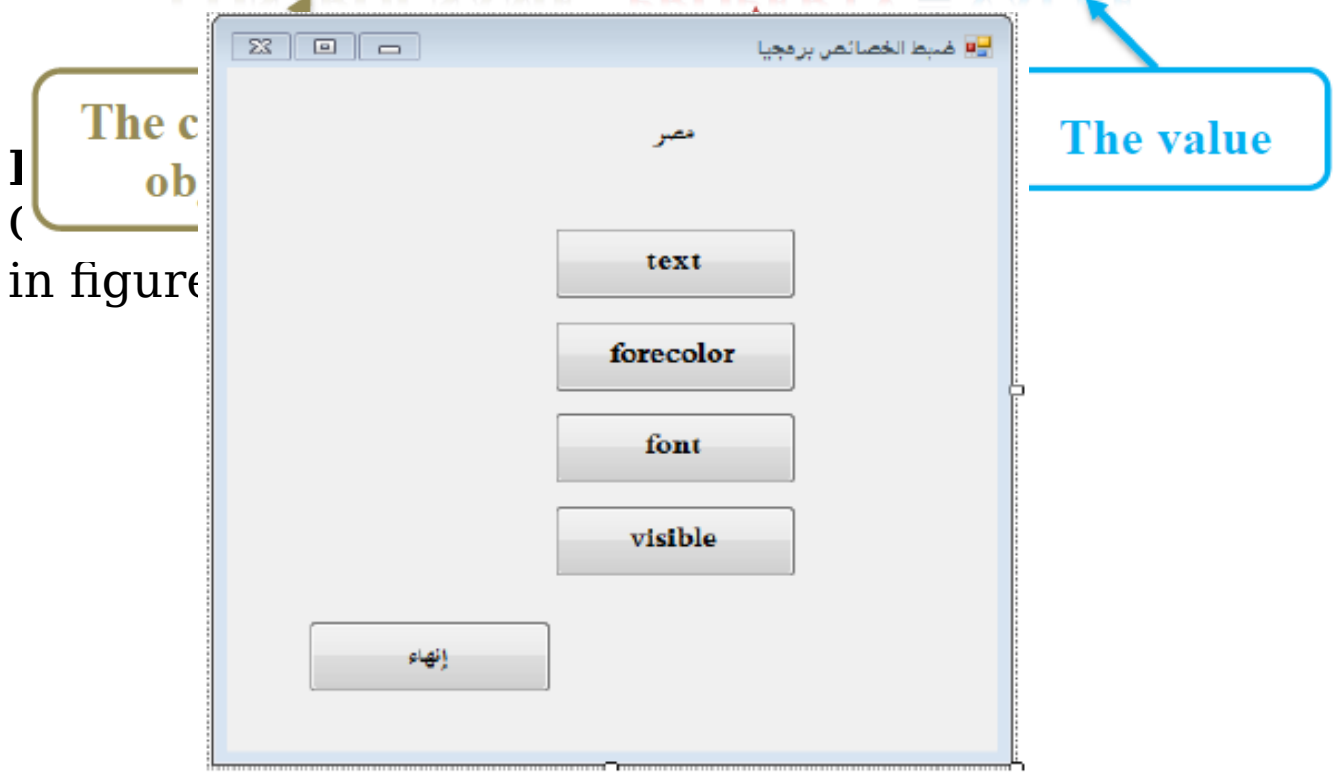 ضبط الخصائص برمجيا
The c
ob
The value
in figure
مصر
text
forecolor
font
visible
إنهاء